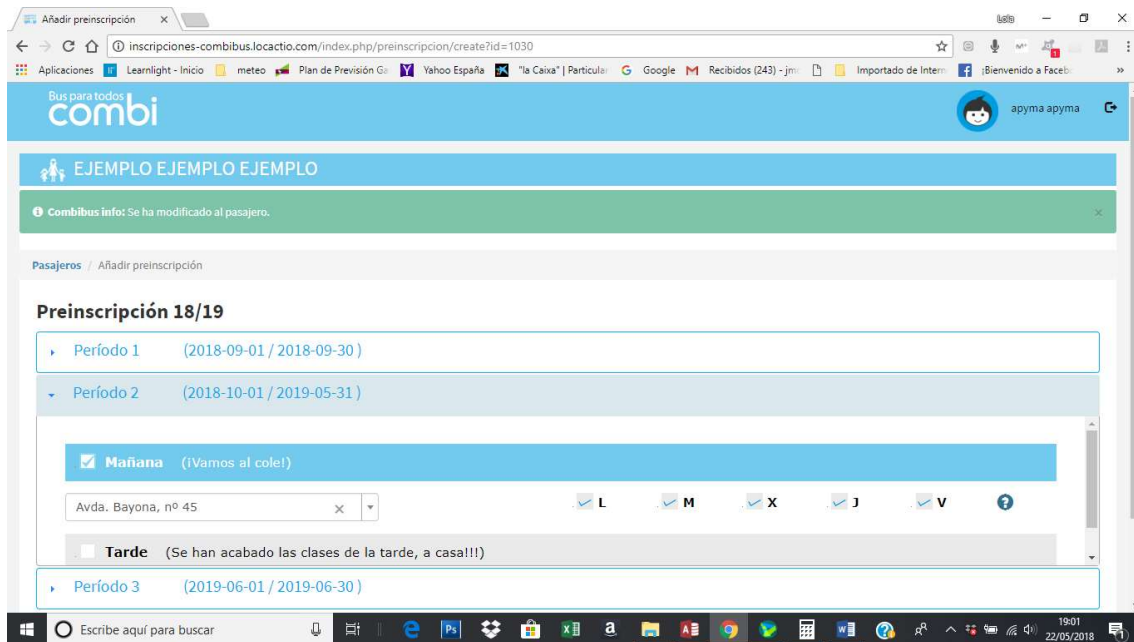 Añadir preinscripción
inscripciones-combibus.locactio.com/index.php/preinscripcion/create?id=1030
Aplicaciones Learnlight - Inicio meteo Plan de Previsión Ga Yahoo España "la Caixa" | Particular Google Recibidos (243) - jm Importado de Intern ¡Bienvenido a Faceb
Bus para todos
combi
apyma apyma
EJEMPLO EJEMPLO EJEMPLO
Combibus info: Se ha modificado al pasajero.
Pasajeros / Añadir preinscripción
Preinscripción 18/19
Período 1 (2018-09-01 / 2018-09-30 )
Período 2 (2018-10-01 / 2019-05-31 )
Mañana (¡Vamos al cole!)
Avda. Bayona, nº 45 L M X J V
Tarde (Se han acabado las clases de la tarde, a casa!!!)
Período 3 (2019-06-01 / 2019-06-30 )
Escribe aquí para buscar
19:01
22/05/2018